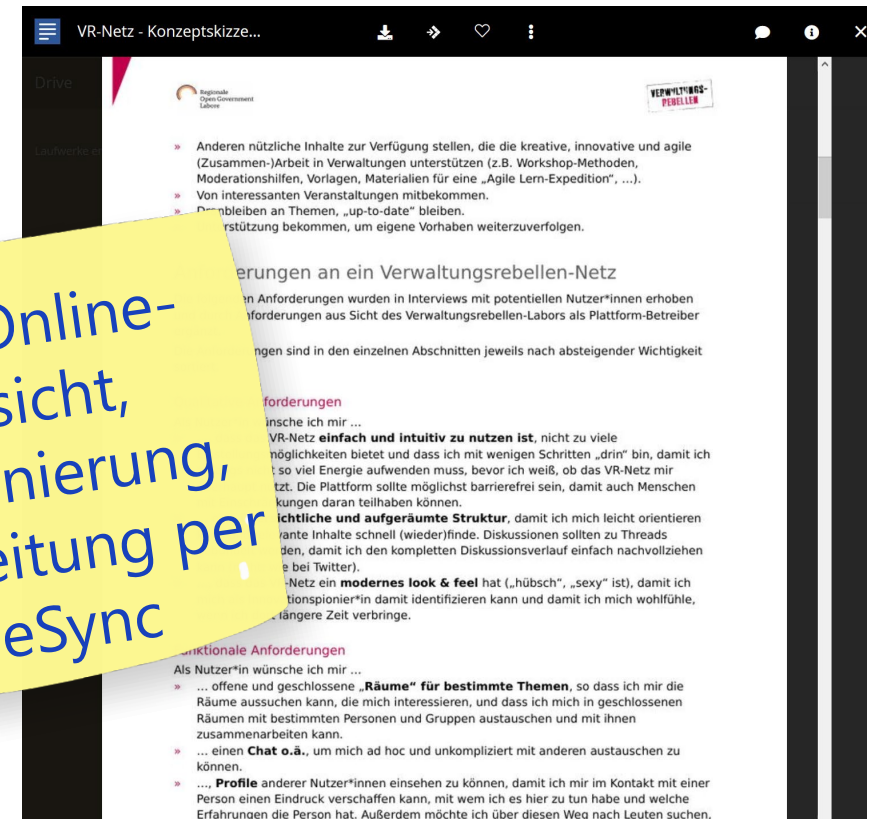 VR-Netz - Konzeptskizze...
Drive
Laufwerke
Regionale
Open Government
Labore
VERWALTUNGS-
REBELLEN
» Anderen nützliche Inhalte zur Verfügung stellen, die die kreative, innovative und agile
(Zusammen-)Arbeit in Verwaltungen unterstützen (z.B. Workshop-Methoden,
Moderationshilfen, Vorlagen, Materialien für eine „Agile Lern-Expedition“, ...).
» Von interessanten Veranstaltungen mitbekommen.
» Dranbleiben an Themen, „up-to-date“ bleiben.
rstützung bekommen, um eigene Vorhaben weiterzuverfolgen.
erungen an ein Verwaltungsrebellen-Netz
en Anforderungen wurden in Interviews mit potentiellen Nutzer*innen erhoben
nforderungen aus Sicht des Verwaltungsrebellen-Labors als Plattform-Betreiber
ngen sind in den einzelnen Abschnitten jeweils nach absteigender Wichtigkeit
forderungen
ünsche ich mir ...
VR-Netz einfach und intuitiv zu nutzen ist, nicht zu viele
möglichkeiten bietet und dass ich mit wenigen Schritten „drin“ bin, damit ich
t so viel Energie aufwenden muss, bevor ich weiß, ob das VR-Netz mir
tzt. Die Plattform sollte möglichst barrierefrei sein, damit auch Menschen
kungen daran teilhaben können.
ichtliche und aufgeräumte Struktur, damit ich mich leicht orientieren
vante Inhalte schnell (wieder)finde. Diskussionen sollten zu Threads
den, damit ich den kompletten Diskussionsverlauf einfach nachvollziehen
e bei Twitter).
-Netz ein modernes look & feel hat („hübsch“, „sexy“ ist), damit ich
tionspionier*in damit identifizieren kann und damit ich mich wohlfühle,
längere Zeit verbringe.
Online-
sicht,
nierung,
eitung per
eSync
nktionale Anforderungen
Als Nutzer*in wünsche ich mir ...
» ... offene und geschlossene „Räume“ für bestimmte Themen, so dass ich mir die
Räume aussuchen kann, die mich interessieren, und dass ich mich in geschlossenen
Räumen mit bestimmten Personen und Gruppen austauschen und mit ihnen
zusammenarbeiten kann.
» ... einen Chat o.ä., um mich ad hoc und unkompliziert mit anderen austauschen zu
können.
» ..., Profile anderer Nutzer*innen einsehen zu können, damit ich mir im Kontakt mit einer
Person einen Eindruck verschaffen kann, mit wem ich es hier zu tun habe und welche
Erfahrungen die Person hat. Außerdem möchte ich über diesen Weg nach Leuten suchen,